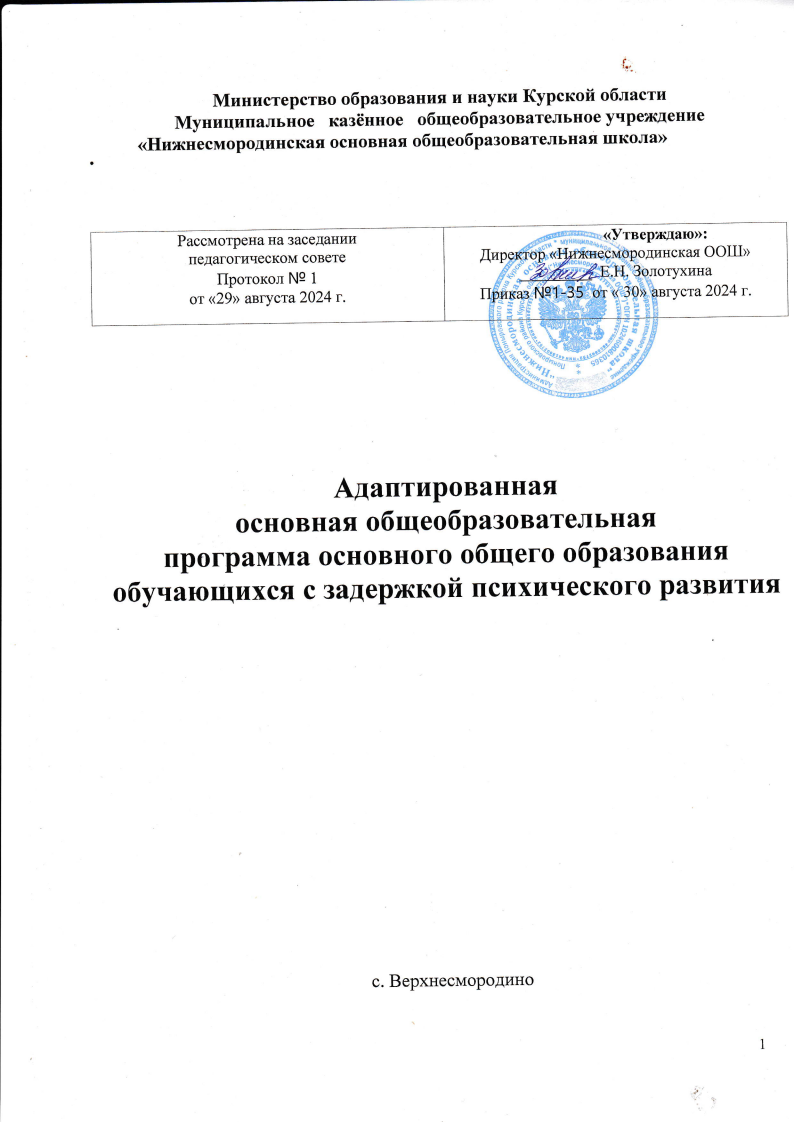 Министерство образования и науки Курской области
Муниципальное казённое общеобразовательное учреждение
«Нижнесмородинская основная общеобразовательная школа»
Рассмотрена на заседании
педагогическом совете
Протокол № 1
от «29» августа 2024 г.
«Утверждаю»:
Директор «Нижнесмородинская ООШ»
Е.Н. Золотухина
Приказ №1-35 от « 30» августа 2024 г.
Адаптированная
основная общеобразовательная
программа основного общего образования
обучающихся с задержкой психического развития
с. Верхнесмородино
1